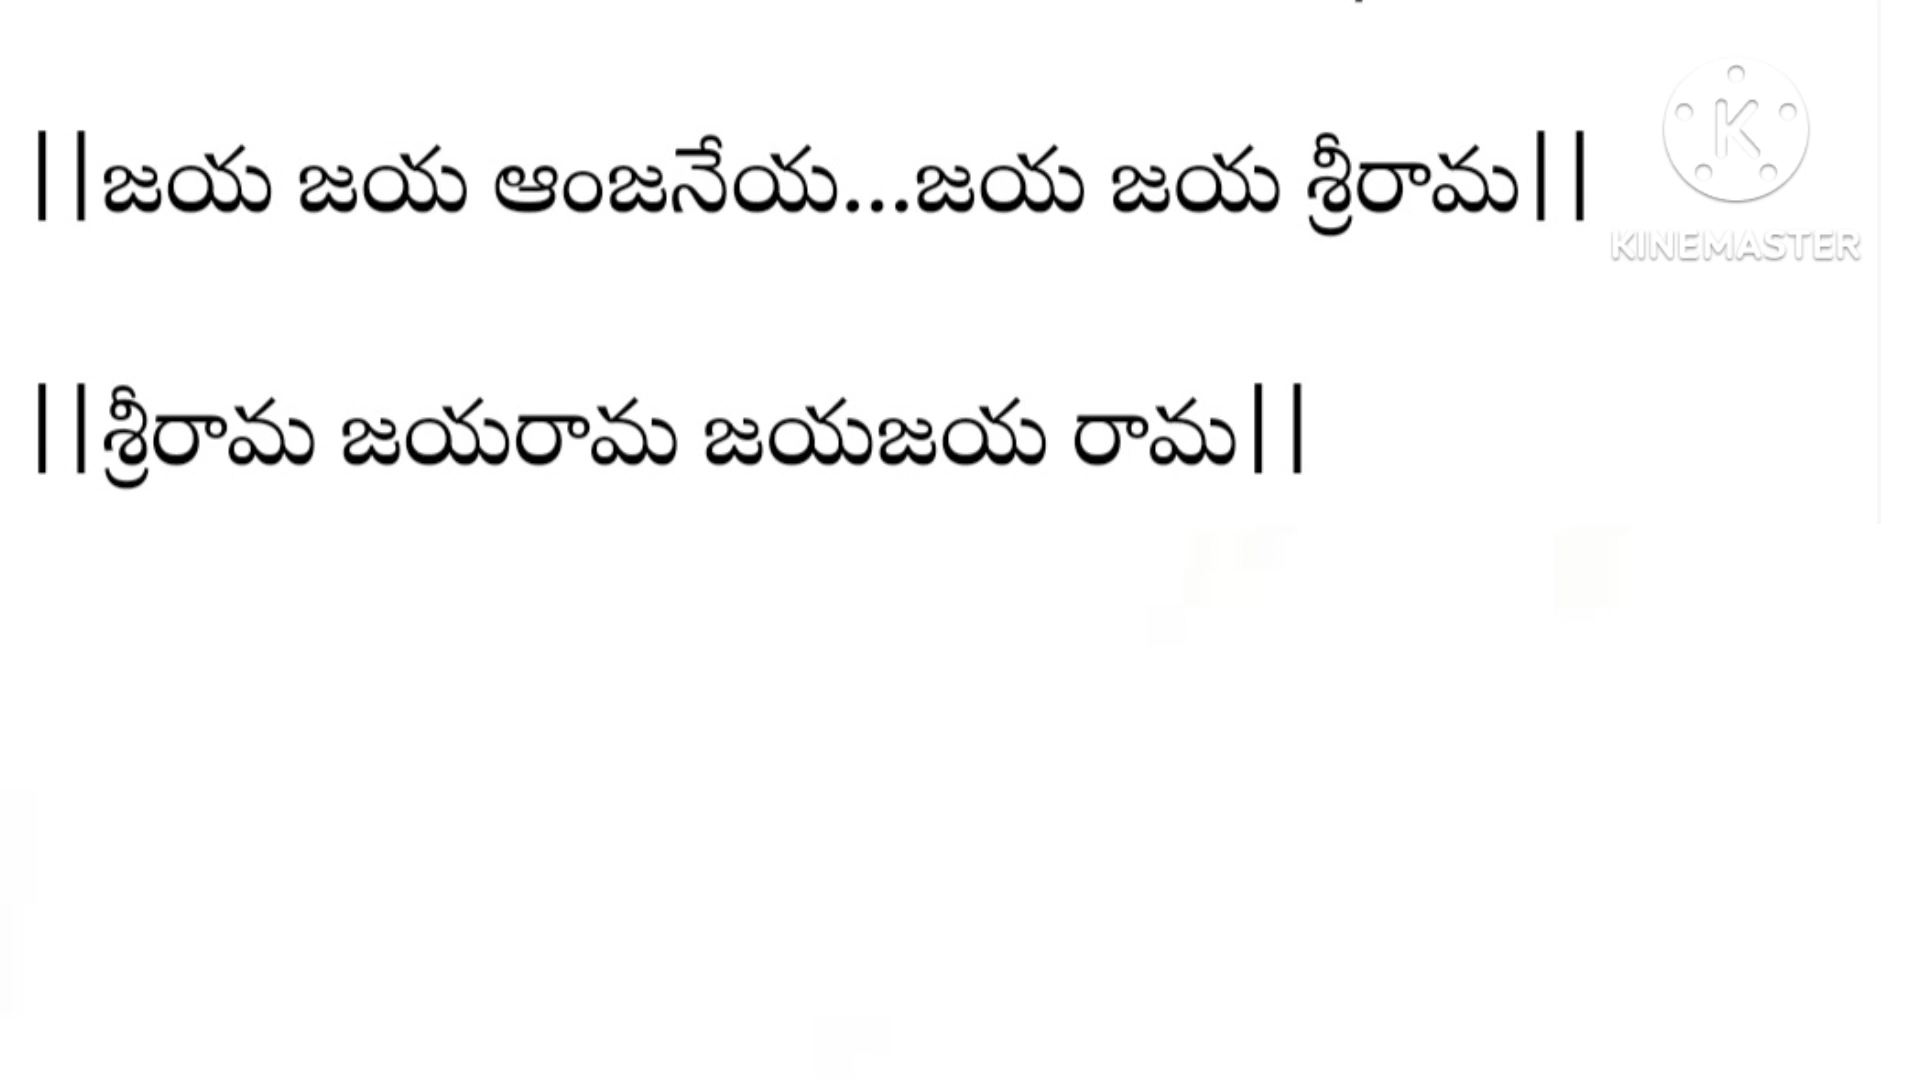 ||జయ జయ ఆంజనేయ...జయ జయ శ్రీరామ||
KINEMASTER
||శ్రీరామ జయరామ జయజయ రామ||